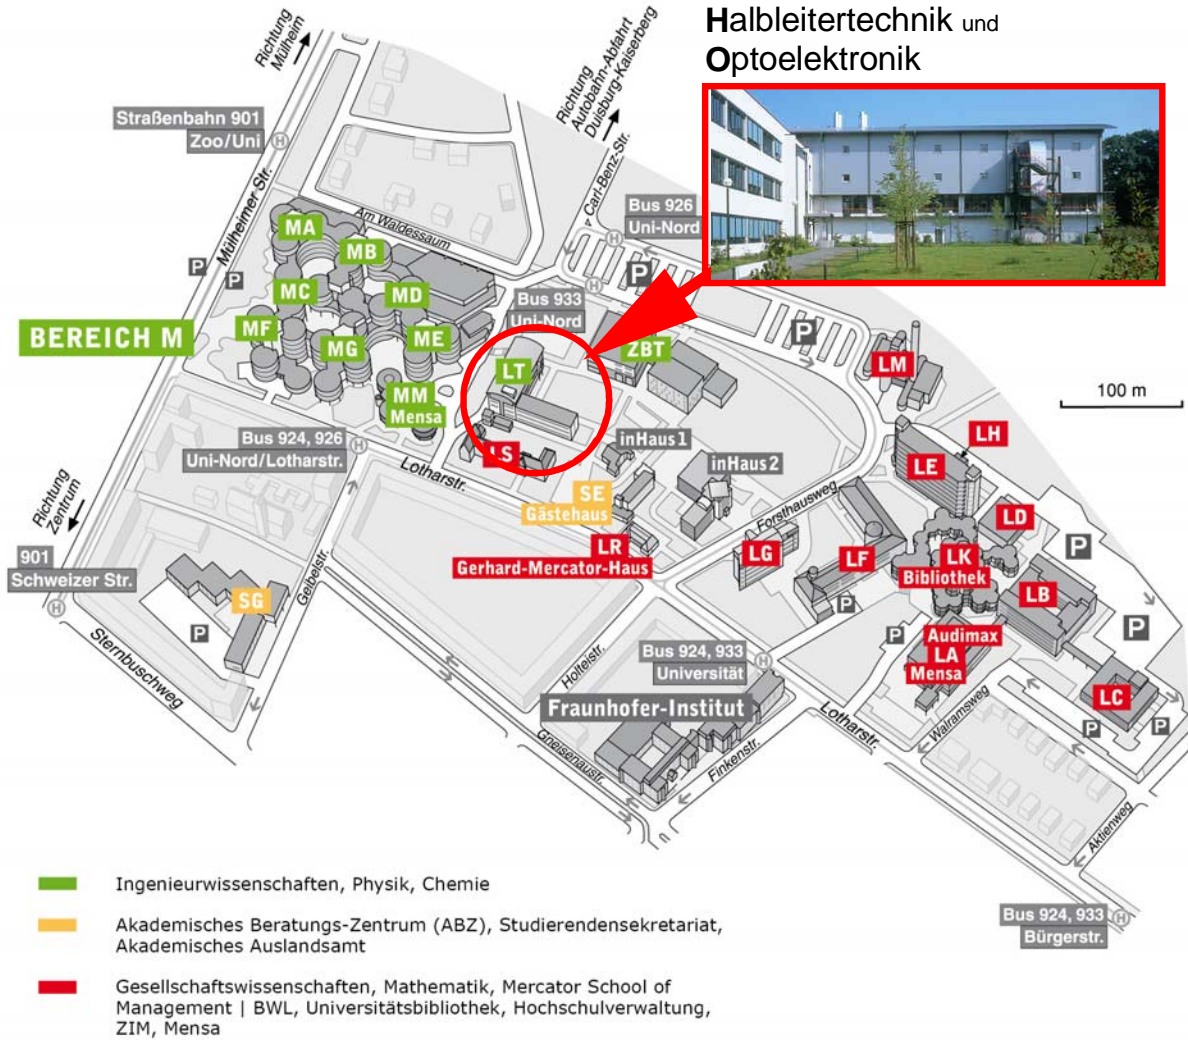 Halbleitertechnik und
Optoelektronik
Richtung
Mülheim
Richtung
Autobahn-Abfahrt
Duisburg-Kaiserberg
Straßenbahn 901
Zoo/Uni
H
Mülheimer Str.
Carl-Benz-Str.
Bus 926
Uni-Nord
H
Am Waldessaum
MA
MB
MC
MD
MF
MG
ME
P
P
P
P
BEREICH M
Bus 933
Uni-Nord
H
LT
ZBT
MM
Mensa
LM
100 m
Bus 924, 926
Uni-Nord/Lotharstr.
H
LS
Lotharstr.
inHaus1
inHaus2
LH
LE
Richtung
Zentrum
SE
Gästehaus
Forsthausweg
LD
P
901
Schweizer Str.
H
LR
Gerhard-Mercator-Haus
LG
LF
LK
Bibliothek
LB
SG
P
Geibelstr.
P
P
P
Sternbuschweg
Holteistr.
Bus 924, 933
Universität
H
Audimax
LA
Mensa
LC
Fraunhofer-Institut
Lotharstr.
Walramsweg
P
P
Gneisenaustr.
Finkenstr.
Aktienweg
Bus 924, 933
Bürgerstr.
H
Ingenieurwissenschaften, Physik, Chemie
Akademisches Beratungs-Zentrum (ABZ), Studierendensekretariat,
Akademisches Auslandsamt
Gesellschaftswissenschaften, Mathematik, Mercator School of
Management | BWL, Universitätsbibliothek, Hochschulverwaltung,
ZIM, Mensa